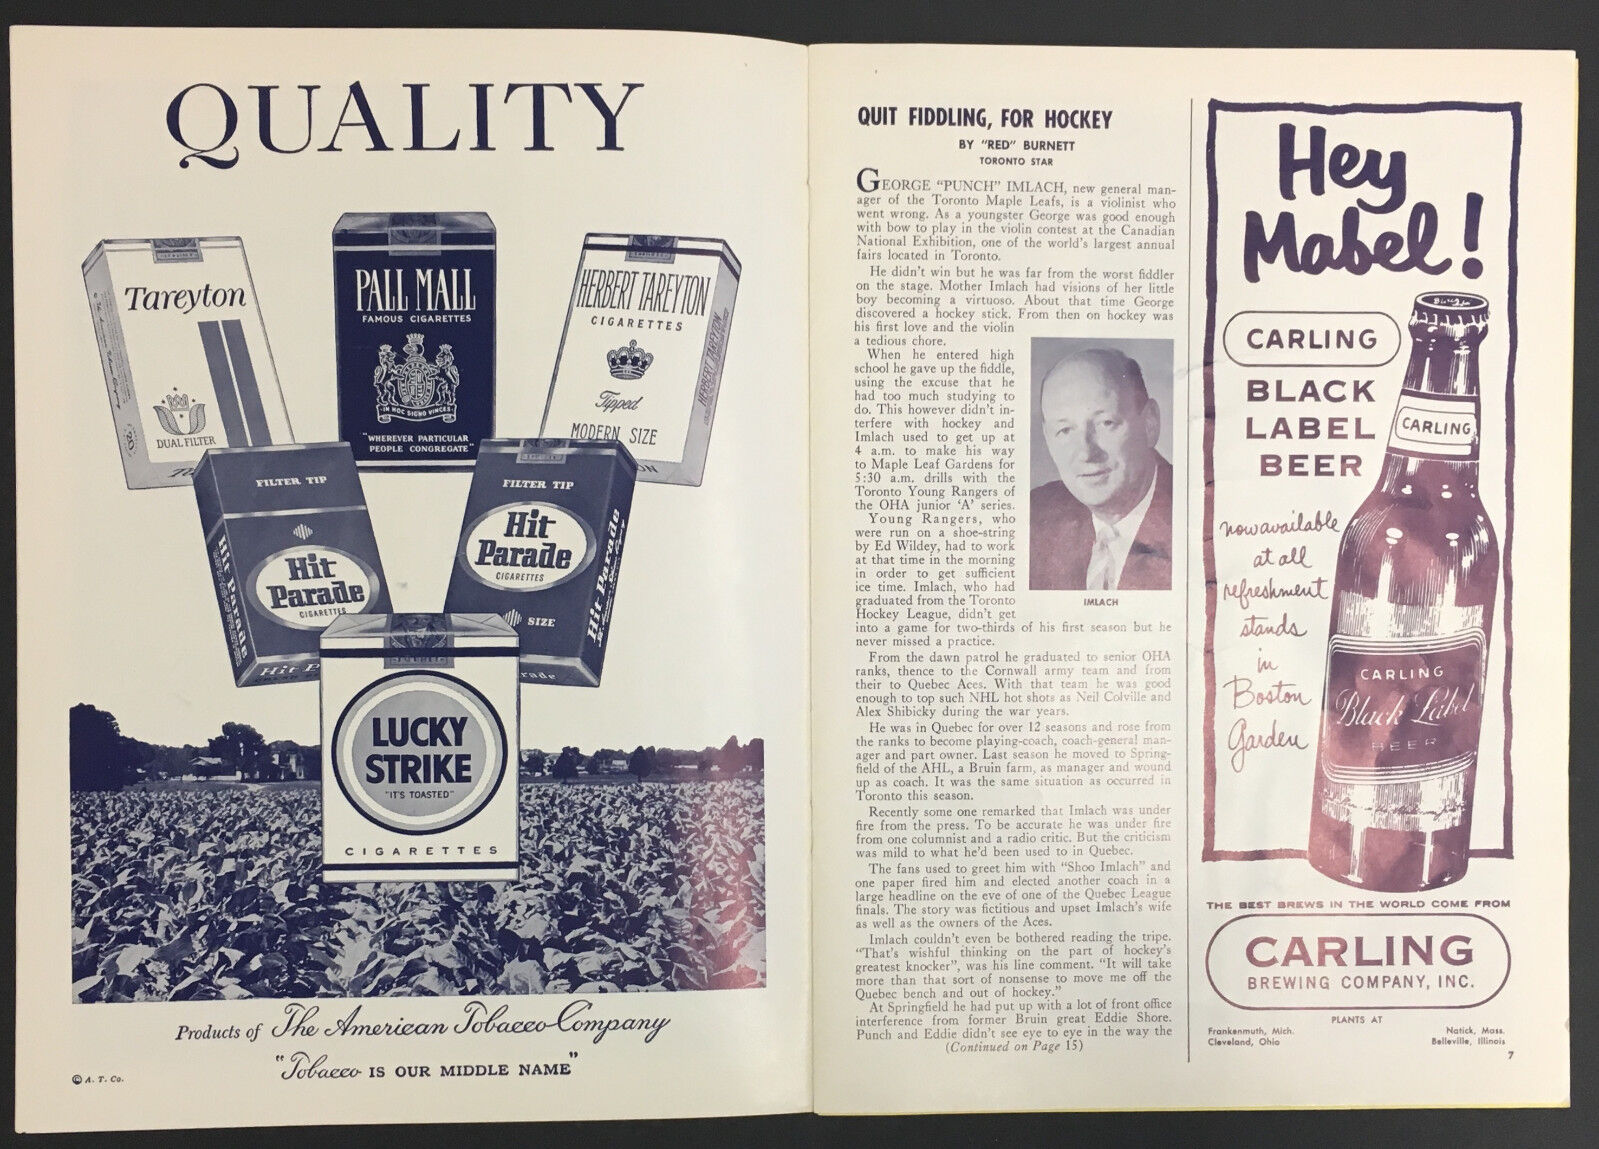 QUALITY
Tareyton
DUAL FILTER
PALL MALL
FAMOUS CIGARETTES
IN HOC SIGNO VINCES
"WHEREVER PARTICULAR
PEOPLE CONGREGATE"
HERBERT TAREYTON
CIGARETTES
Tipped
MODERN SIZE
HERBERT TAREYTON
FILTER TIP
Hit
Parade
CIGARETTES
Hit Parade
FILTER TIP
Hit
Parade
CIGARETTES
SIZE
Hit Parade
LUCKY
STRIKE
"IT'S TOASTED"
CIGARETTES
Products of The American Tobacco Company
"Tobacco IS OUR MIDDLE NAME"
© A. T. Co.
QUIT FIDDLING, FOR HOCKEY
BY "RED" BURNETT
TORONTO STAR
GEORGE "PUNCH" IMLACH, new general man-
ager of the Toronto Maple Leafs, is a violinist who
went wrong. As a youngster George was good enough
with bow to play in the violin contest at the Canadian
National Exhibition, one of the world's largest annual
fairs located in Toronto.
He didn't win but he was far from the worst fiddler
on the stage. Mother Imlach had visions of her little
boy becoming a virtuoso. About that time George
discovered a hockey stick. From then on hockey was
his first love and the violin
a tedious chore.
When he entered high
school he gave up the fiddle,
using the excuse that he
had too much studying to
do. This however didn't in-
terfere with hockey and
Imlach used to get up at
4 a.m. to make his way
to Maple Leaf Gardens for
5:30 a.m. drills with the
Toronto Young Rangers of
the OHA junior 'A' series.
Young Rangers, who
were run on a shoe-string
by Ed Wildey, had to work
at that time in the morning
in order to get sufficient
ice time. Imlach, who had
graduated from the Toronto
Hockey League, didn't get
into a game for two-thirds of his first season but he
never missed a practice.
IMLACH
From the dawn patrol he graduated to senior OHA
ranks, thence to the Cornwall army team and from
their to Quebec Aces. With that team he was good
enough to top such NHL hot shots as Neil Colville and
Alex Shibicky during the war years.
He was in Quebec for over 12 seasons and rose from
the ranks to become playing-coach, coach-general man-
ager and part owner. Last season he moved to Spring-
field of the AHL, a Bruin farm, as manager and wound
up as coach. It was the same situation as occurred in
Toronto this season.
Recently some one remarked that Imlach was under
fire from the press. To be accurate he was under fire
from one columnist and a radio critic. But the criticism
was mild to what he'd been used to in Quebec.
The fans used to greet him with "Shoo Imlach" and
one paper fired him and elected another coach in a
large headline on the eve of one of the Quebec League
finals. The story was fictitious and upset Imlach's wife
as well as the owners of the Aces.
Imlach couldn't even be bothered reading the tripe.
"That's wishful thinking on the part of hockey's
greatest knocker", was his line comment. "It will take
more than that sort of nonsense to move me off the
Quebec bench and out of hockey."
At Springfield he had put up with a lot of front office
interference from former Bruin great Eddie Shore.
Punch and Eddie didn't see eye to eye in the way the
(Continued on Page 15)
Hey
Mabel!
CARLING
BLACK
LABEL
BEER
now available
at all
refreshment
stands
in
Boston
Garden
CARLING
CARLING
Black Label
BEER
THE BEST BREWS IN THE WORLD COME FROM
CARLING
BREWING COMPANY, INC.
PLANTS AT
Frankenmuth, Mich. Natick, Mass.
Cleveland, Ohio Belleville, Illinois
7